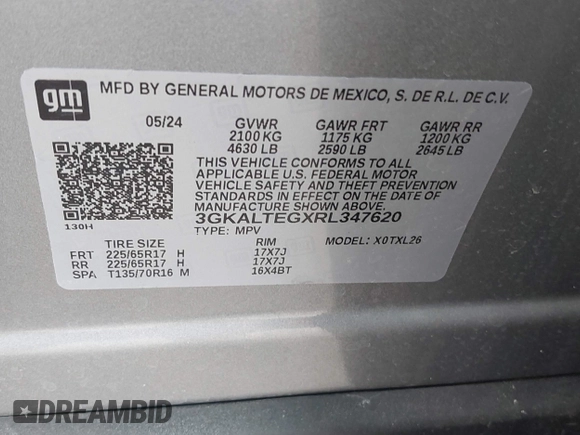 gm
MFD BY GENERAL MOTORS DE MEXICO, S. DE R.L. DE C.V.
05/24 GVWR GAWR FRT GAWR RR
2100 KG 1175 KG 1200 KG
4630 LB 2590 LB 2645 LB
THIS VEHICLE CONFORMS TO ALL
APPLICABLE U.S. FEDERAL MOTOR
VEHICLE SAFETY AND THEFT PREVENTION
STANDARDS IN EFFECT ON THE DATE OF
MANUFACTURE SHOWN ABOVE.
3GKALTEGXRL347620
130H
TYPE: MPV MODEL: X0TXL26
TIRE SIZE RIM
FRT 225/65R17 H 17X7J
RR 225/65R17 H 17X7J
SPA T135/70R16 M 16X4BT
DREAMBID